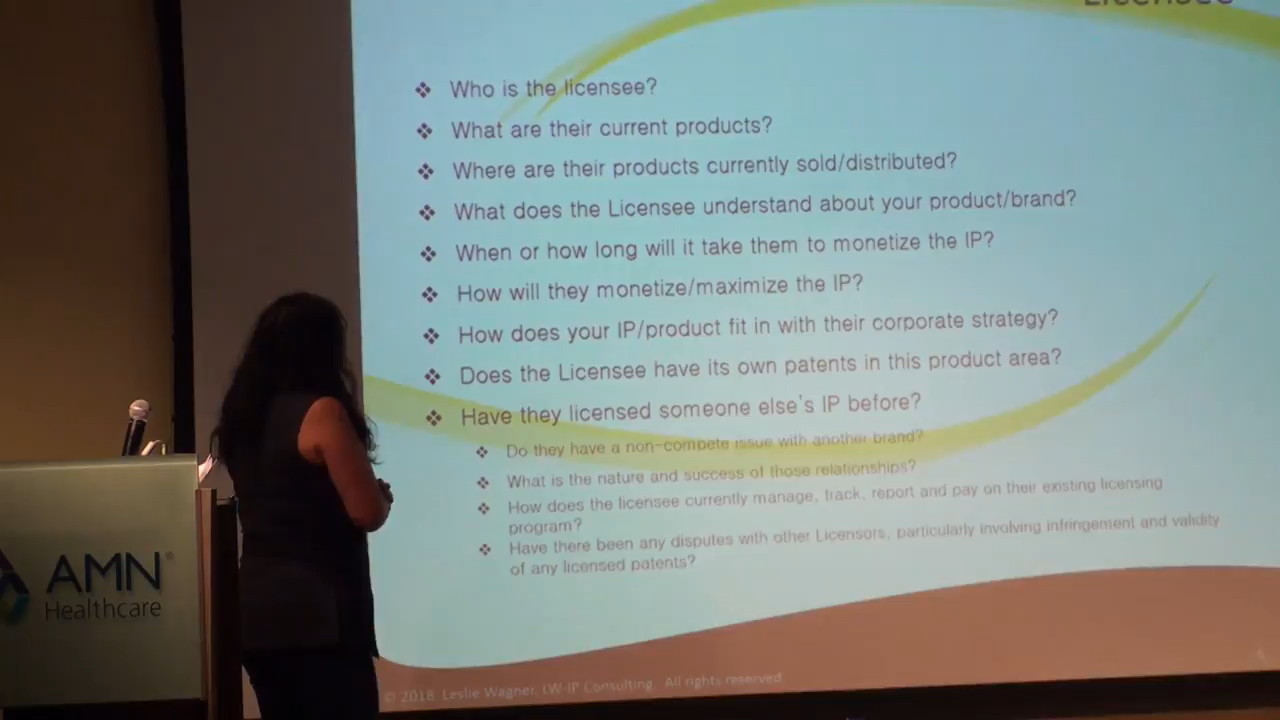 Licensee
Who is the licensee?
What are their current products?
Where are their products currently sold/distributed?
What does the Licensee understand about your product/brand?
When or how long will it take them to monetize the IP?
How will they monetize/maximize the IP?
How does your IP/product fit in with their corporate strategy?
Does the Licensee have its own patents in this product area?
Have they licensed someone else's IP before?
Do they have a non-compete issue with another brand?
What is the nature and success of those relationships?
How does the licensee currently manage, track, report and pay on their existing licensing
program?
Have there been any disputes with other Licensors, particularly involving infringement and validity
of any licensed patents?
© 2018 Leslie Wagner, LW-IP Consulting. All rights reserved
AMN®
Healthcare